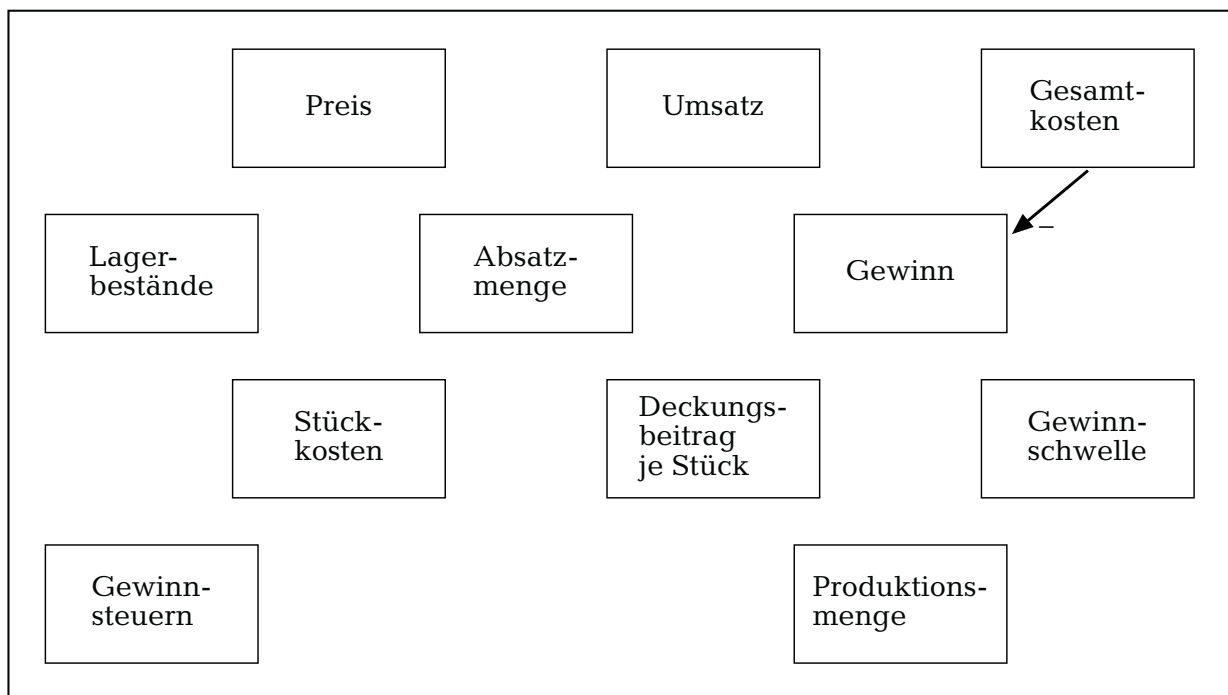 Preis
Umsatz
Gesamt-
kosten
–
Lager-
bestände
Absatz-
menge
Gewinn
Stück-
kosten
Deckungs-
beitrag
je Stück
Gewinn-
schwelle
Gewinn-
steuern
Produktions-
menge